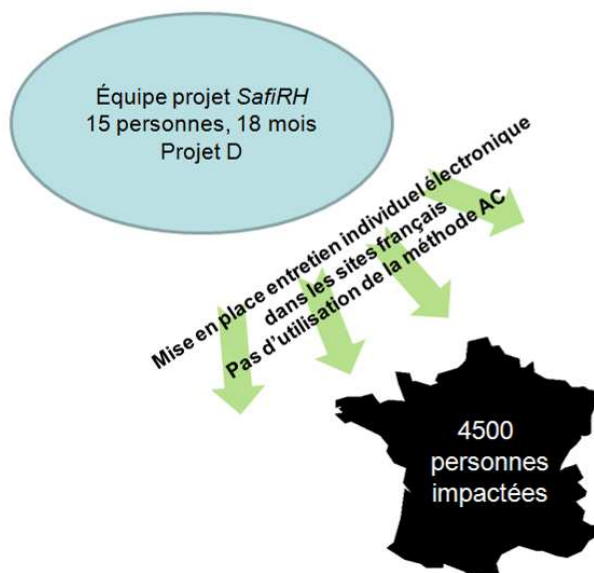 Équipe projet SafiRH
15 personnes, 18 mois
Projet D
Mise en place entretien individuel électronique
dans les sites français
Pas d’utilisation de la méthode AC
4500
personnes
impactées